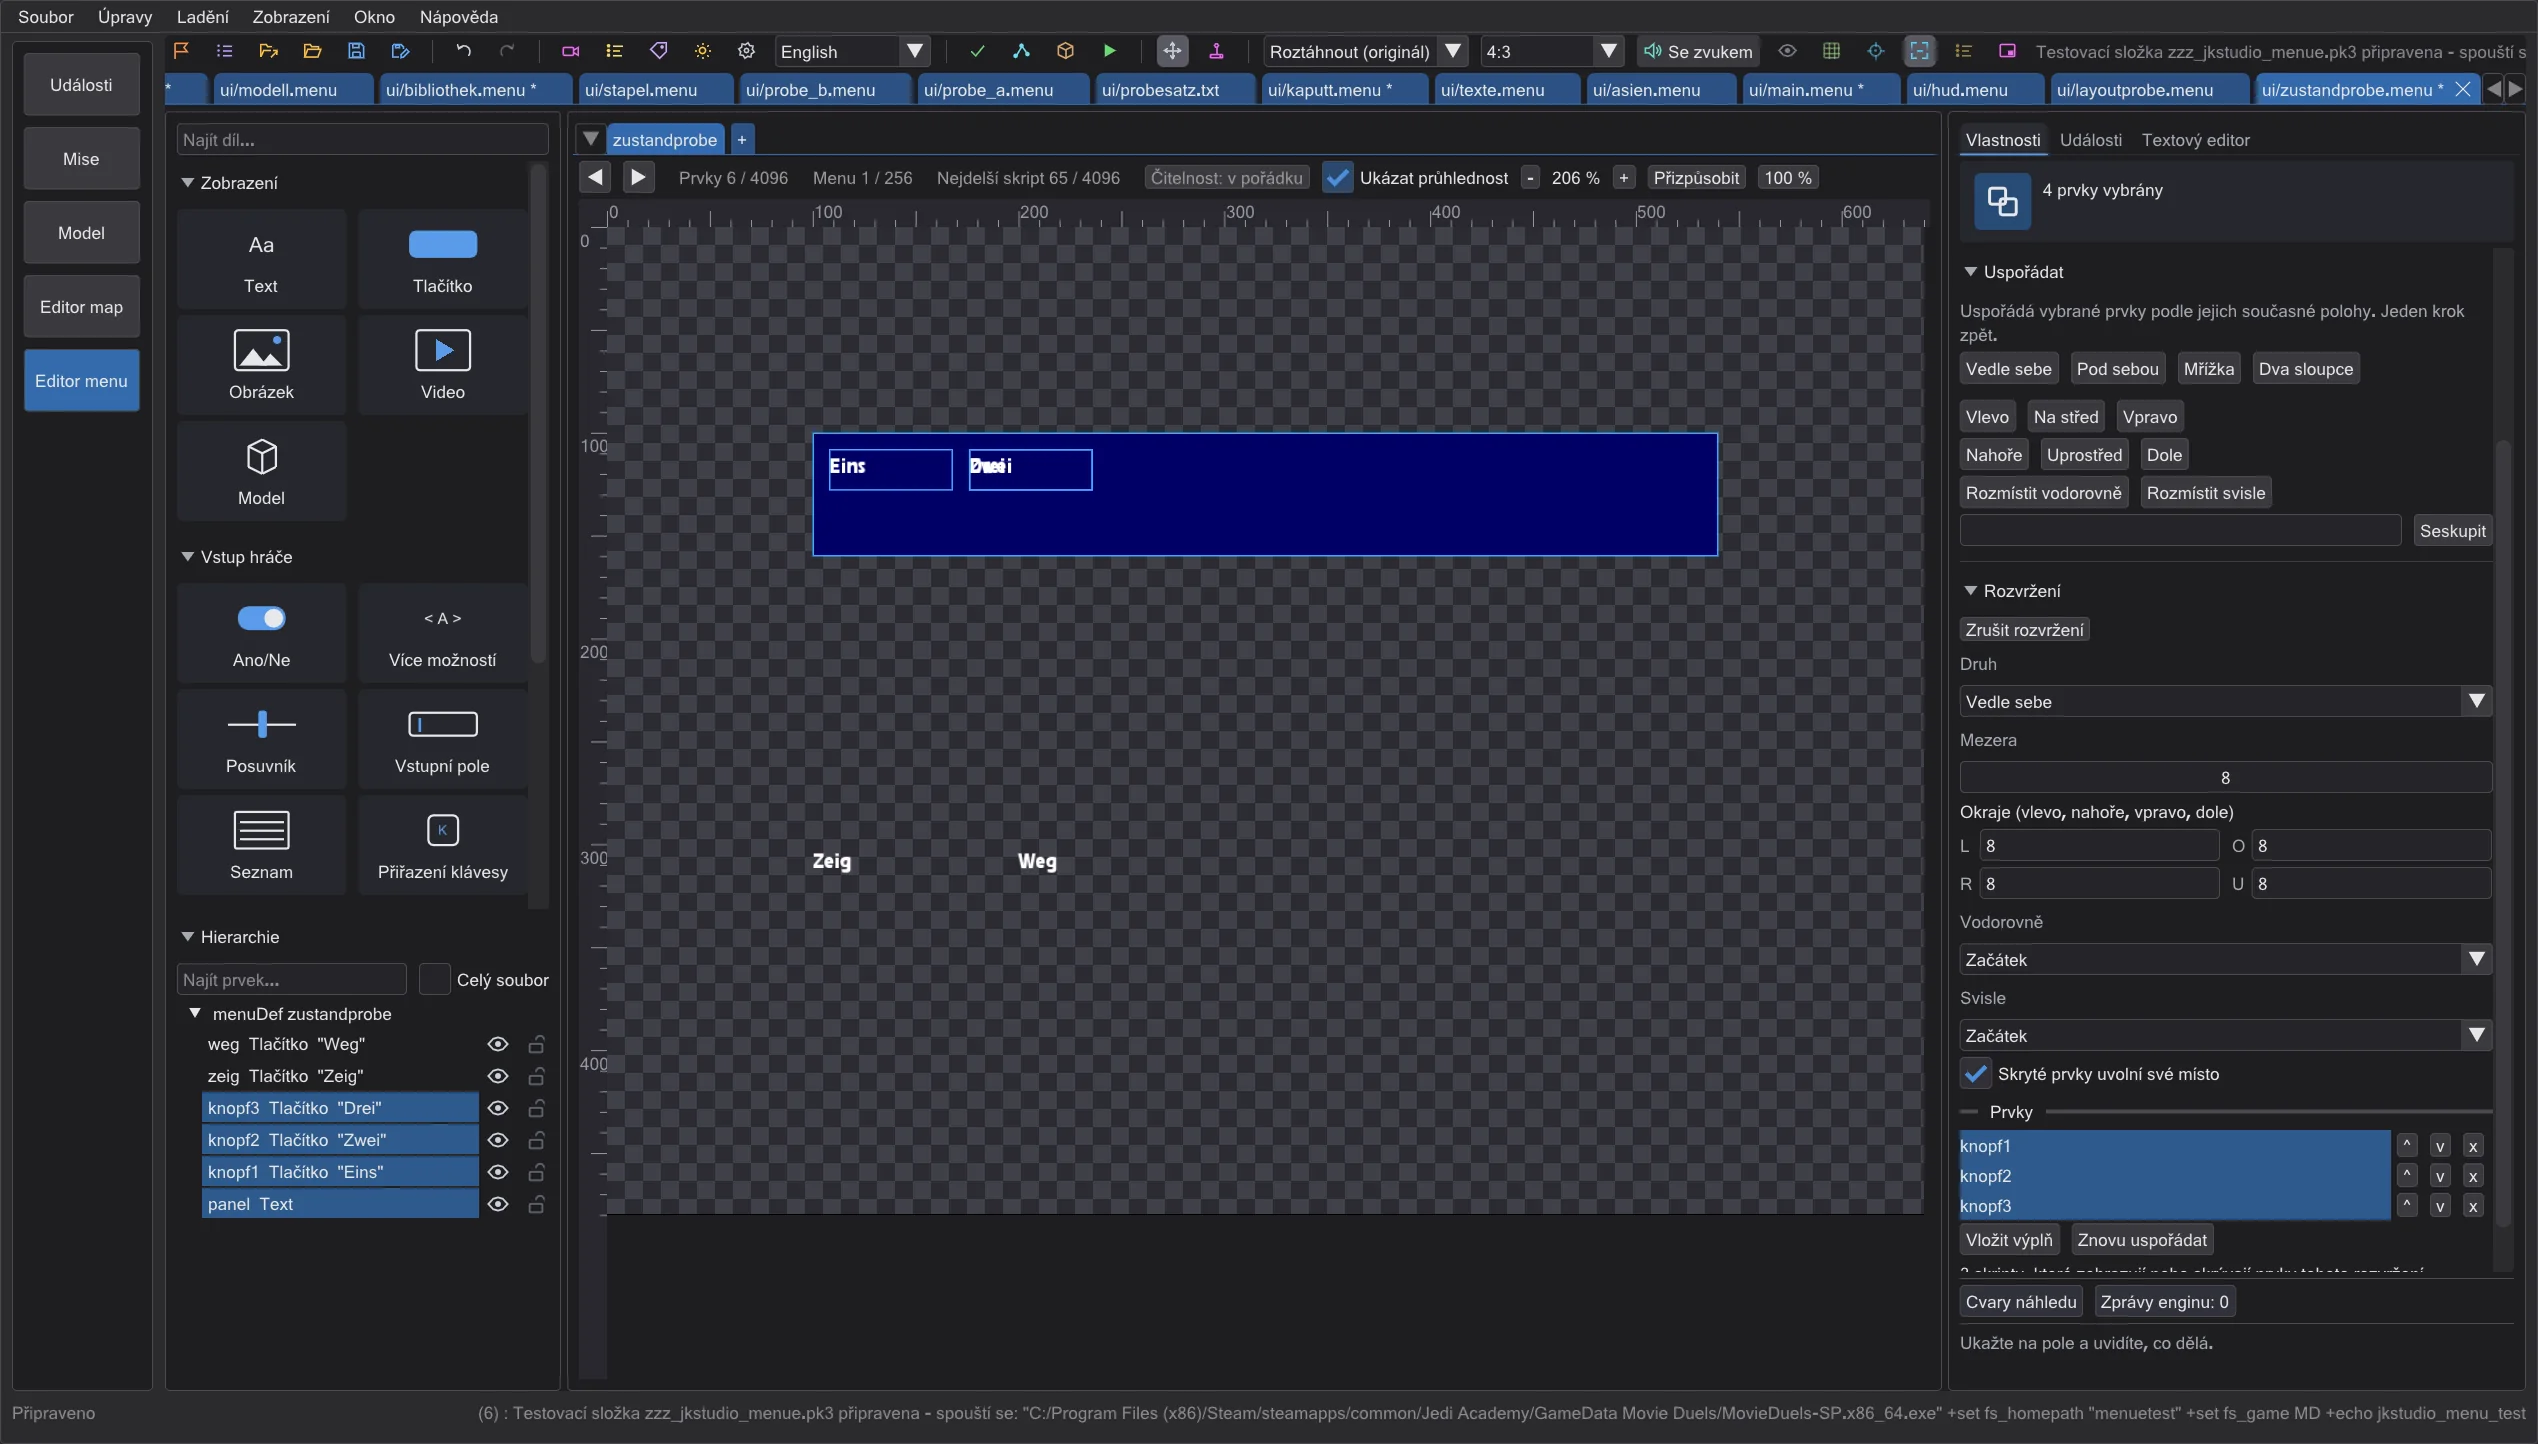 Soubor Úpravy Ladění Zobrazení Okno Nápověda
English
Roztáhnout (originál)
4:3
Se zvukem
Testovací složka zzz_jkstudio_menue.pk3 připravena - spouští s
* ui/modell.menu ui/bibliothek.menu * ui/stapel.menu ui/probe_b.menu ui/probe_a.menu ui/probesatz.txt ui/kaputt.menu * ui/texte.menu ui/asien.menu ui/main.menu * ui/hud.menu ui/layoutprobe.menu ui/zustandprobe.menu *
Události
Mise
Model
Editor map
Editor menu
Najít díl...
Zobrazení
Aa
Text
Tlačítko
Obrázek
Video
Model
Vstup hráče
Ano/Ne
< A >
Více možností
Posuvník
Vstupní pole
Seznam
K
Přiřazení klávesy
Hierarchie
Najít prvek...
Celý soubor
menuDef zustandprobe
weg Tlačítko "Weg"
zeig Tlačítko "Zeig"
knopf3 Tlačítko "Drei"
knopf2 Tlačítko "Zwei"
knopf1 Tlačítko "Eins"
panel Text
zustandprobe +
Prvky 6 / 4096 Menu 1 / 256 Nejdelší skript 65 / 4096 Čitelnost: v pořádku Ukázat průhlednost - 206 % + Přizpůsobit 100 %
0 100 200 300 400 500 600
0
100
200
300
400
Eins
Zeig
Weg
Vlastnosti Události Textový editor
4 prvky vybrány
Uspořádat
Uspořádá vybrané prvky podle jejich současné polohy. Jeden krok
zpět.
Vedle sebe Pod sebou Mřížka Dva sloupce
Vlevo Na střed Vpravo
Nahoře Uprostřed Dole
Rozmístit vodorovně Rozmístit svisle
Seskupit
Rozvržení
Zrušit rozvržení
Druh
Vedle sebe
Mezera
8
Okraje (vlevo, nahoře, vpravo, dole)
L 8 O 8
R 8 U 8
Vodorovně
Začátek
Svisle
Začátek
Skryté prvky uvolní své místo
Prvky
knopf1 ^ v x
knopf2 ^ v x
knopf3 ^ v x
Vložit výplň Znovu uspořádat
Cvary náhledu Zprávy enginu: 0
Ukažte na pole a uvidíte, co dělá.
Připraveno
(6) : Testovací složka zzz_jkstudio_menue.pk3 připravena - spouští se: "C:/Program Files (x86)/Steam/steamapps/common/Jedi Academy/GameData Movie Duels/MovieDuels-SP.x86_64.exe" +set fs_homepath "menuetest" +set fs_game MD +echo jkstudio_menu_test